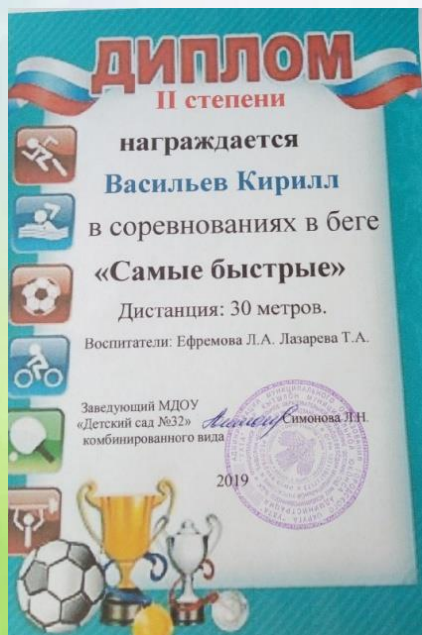 ДИПЛОМ
II степени
награждается
Васильев Кирилл
в соревнованиях в беге
«Самые быстрые»
Дистанция: 30 метров.
Воспитатели: Ефремова Л.А. Лазарева Т.А.
Заведующий МДОУ
«Детский сад №32» Симонова Л.Н.
комбинированного вида
2019